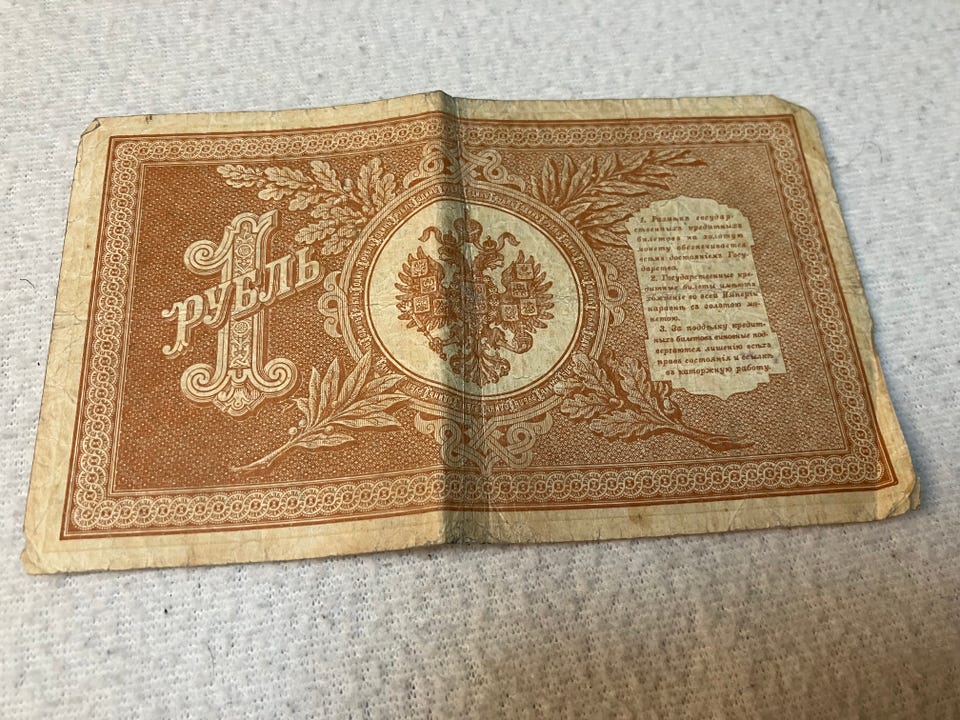 1
РУБЛЬ
1. Размѣнъ государ-
ственныхъ кредитныхъ
билетовъ на золотую
монету обезпечивается
всѣмъ достояніемъ Госу-
дарства.
2. Государственные кре-
дитные билеты имѣютъ
хожденіе во всей Имперіи
наравнѣ съ золотою мо-
нетою.
3. За поддѣлку кредит-
ныхъ билетовъ виновные под-
вергаются лишенію всѣхъ
правъ состоянія и ссылкѣ
въ каторжную работу.